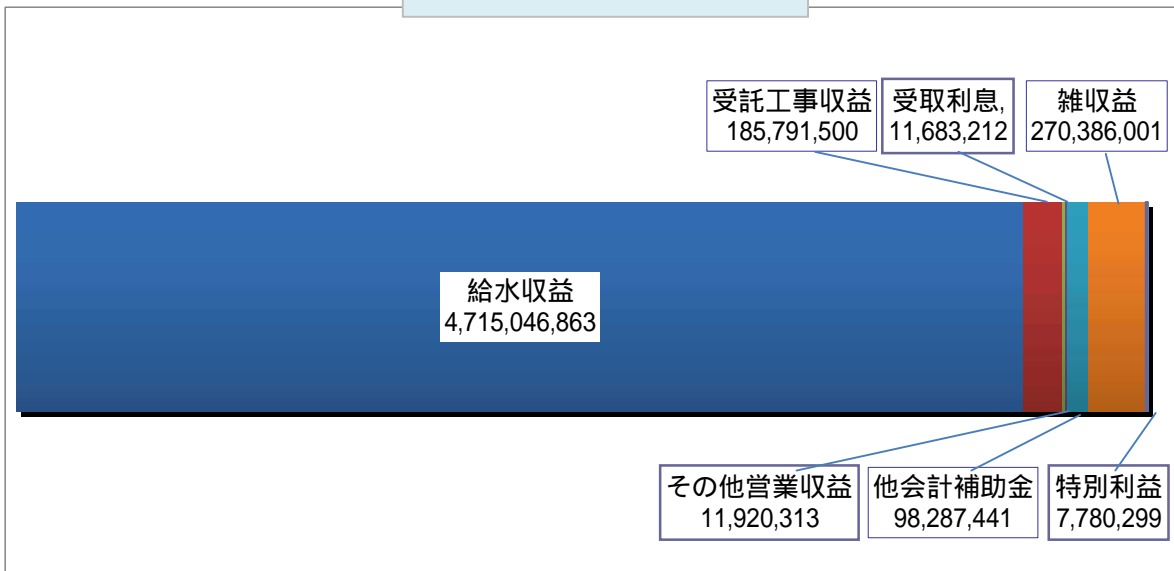 受託工事収益
185,791,500
受取利息,
11,683,212
雑収益
270,386,001
給水収益
4,715,046,863
その他営業収益
11,920,313
他会計補助金
98,287,441
特別利益
7,780,299